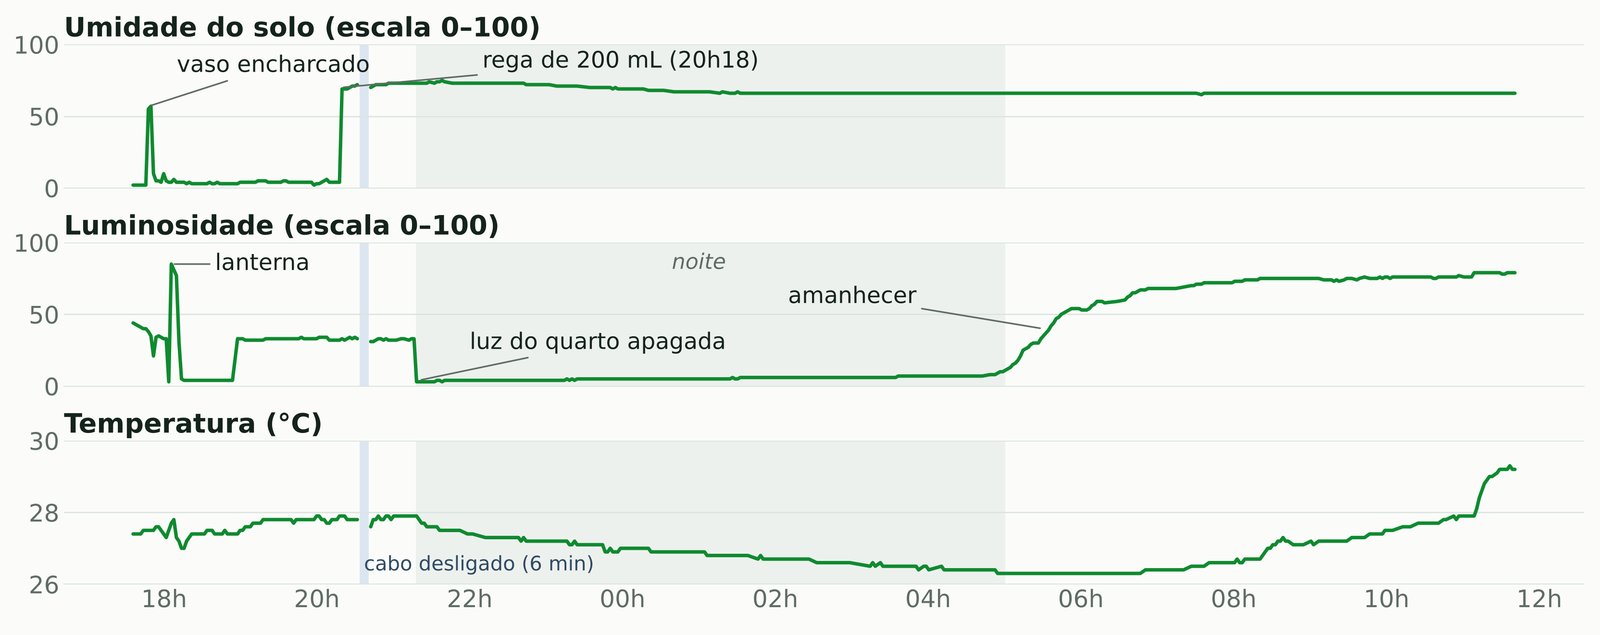 Umidade do solo (escala 0–100)
100
vaso encharcado
rega de 200 mL (20h18)
50
0
Luminosidade (escala 0–100)
100
lanterna
noite
amanhecer
50
luz do quarto apagada
0
Temperatura (°C)
30
28
cabo desligado (6 min)
26
18h 20h 22h 00h 02h 04h 06h 08h 10h 12h